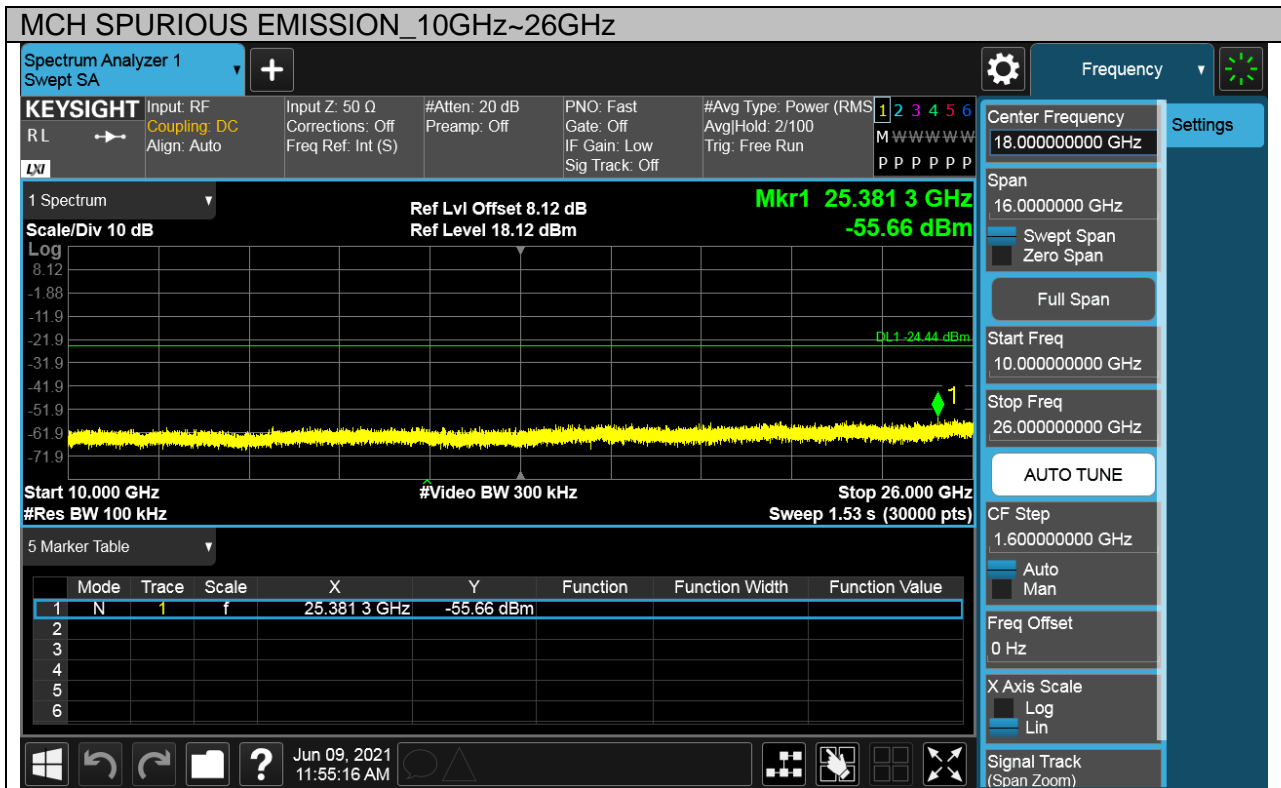 MCH SPURIOUS EMISSION_10GHz~26GHz
Spectrum Analyzer 1
Swept SA
+
Frequency
KEYSIGHT
RL
LXI
Input: RF
Coupling: DC
Align: Auto
Input Z: 50 Ω
Corrections: Off
Freq Ref: Int (S)
#Atten: 20 dB
Preamp: Off
PNO: Fast
Gate: Off
IF Gain: Low
Sig Track: Off
#Avg Type: Power (RMS
Avg|Hold: 2/100
Trig: Free Run
1 2 3 4 5 6
M W W W W W
P P P P P P
Center Frequency
18.000000000 GHz
Settings
1 Spectrum
Scale/Div 10 dB
Ref Lvl Offset 8.12 dB
Ref Level 18.12 dBm
Mkr1 25.381 3 GHz
-55.66 dBm
Log
8.12
-1.88
-11.9
-21.9
-31.9
-41.9
-51.9
-61.9
-71.9
DL1 -24.44 dBm
1
Start 10.000 GHz
#Res BW 100 kHz
#Video BW 300 kHz
Stop 26.000 GHz
Sweep 1.53 s (30000 pts)
Span
16.0000000 GHz
Swept Span
Zero Span
Full Span
Start Freq
10.000000000 GHz
Stop Freq
26.000000000 GHz
AUTO TUNE
CF Step
1.600000000 GHz
Auto
Man
Freq Offset
0 Hz
X Axis Scale
Log
Lin
Signal Track
(Span Zoom)
5 Marker Table
Mode Trace Scale X Y Function Function Width Function Value
1 N 1 f 25.381 3 GHz -55.66 dBm
2
3
4
5
6
?
Jun 09, 2021
11:55:16 AM